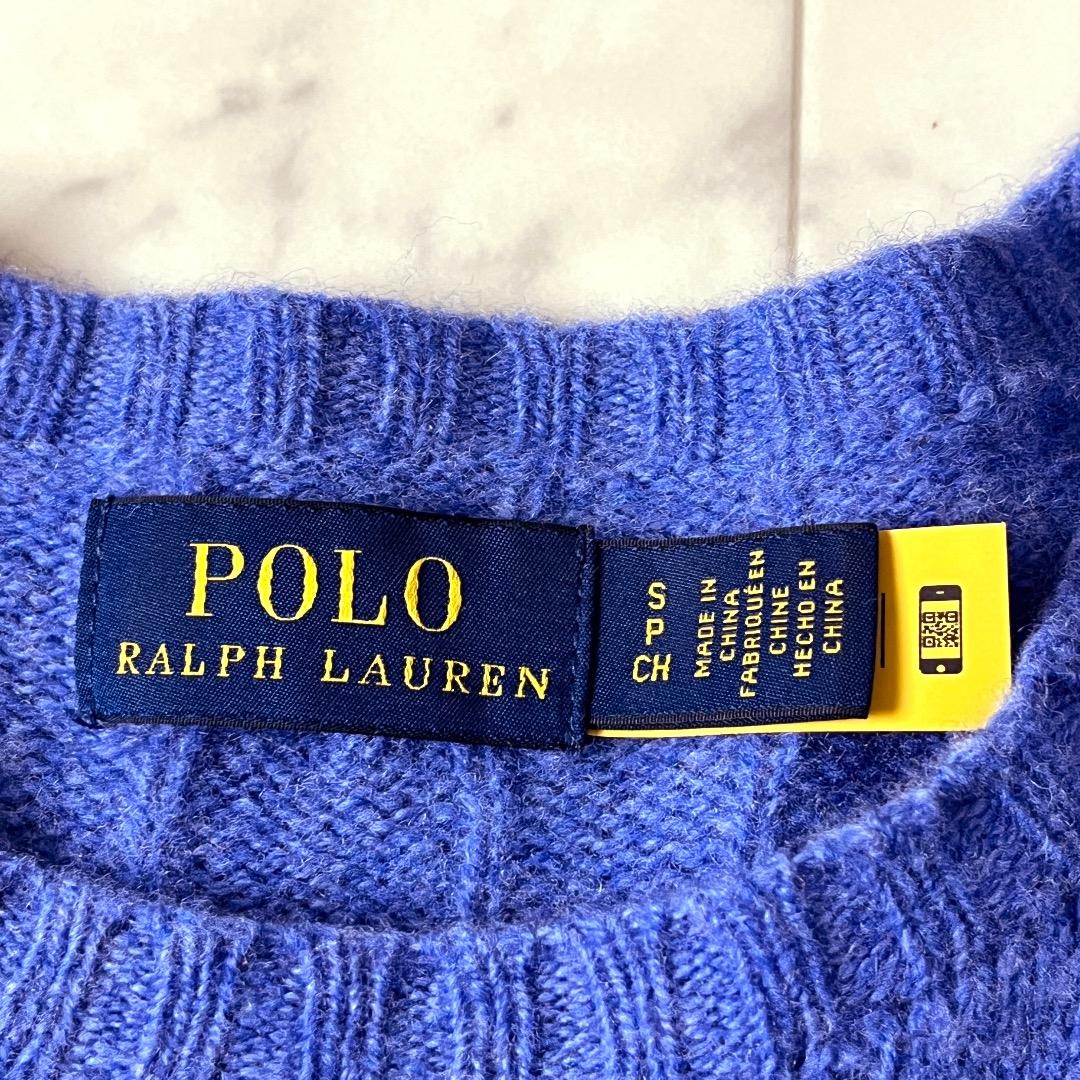 POLO
RALPH LAUREN
S
P
CH
MADE IN
CHINA
FABRIQUÉ EN
CHINE
HECHO EN
CHINA